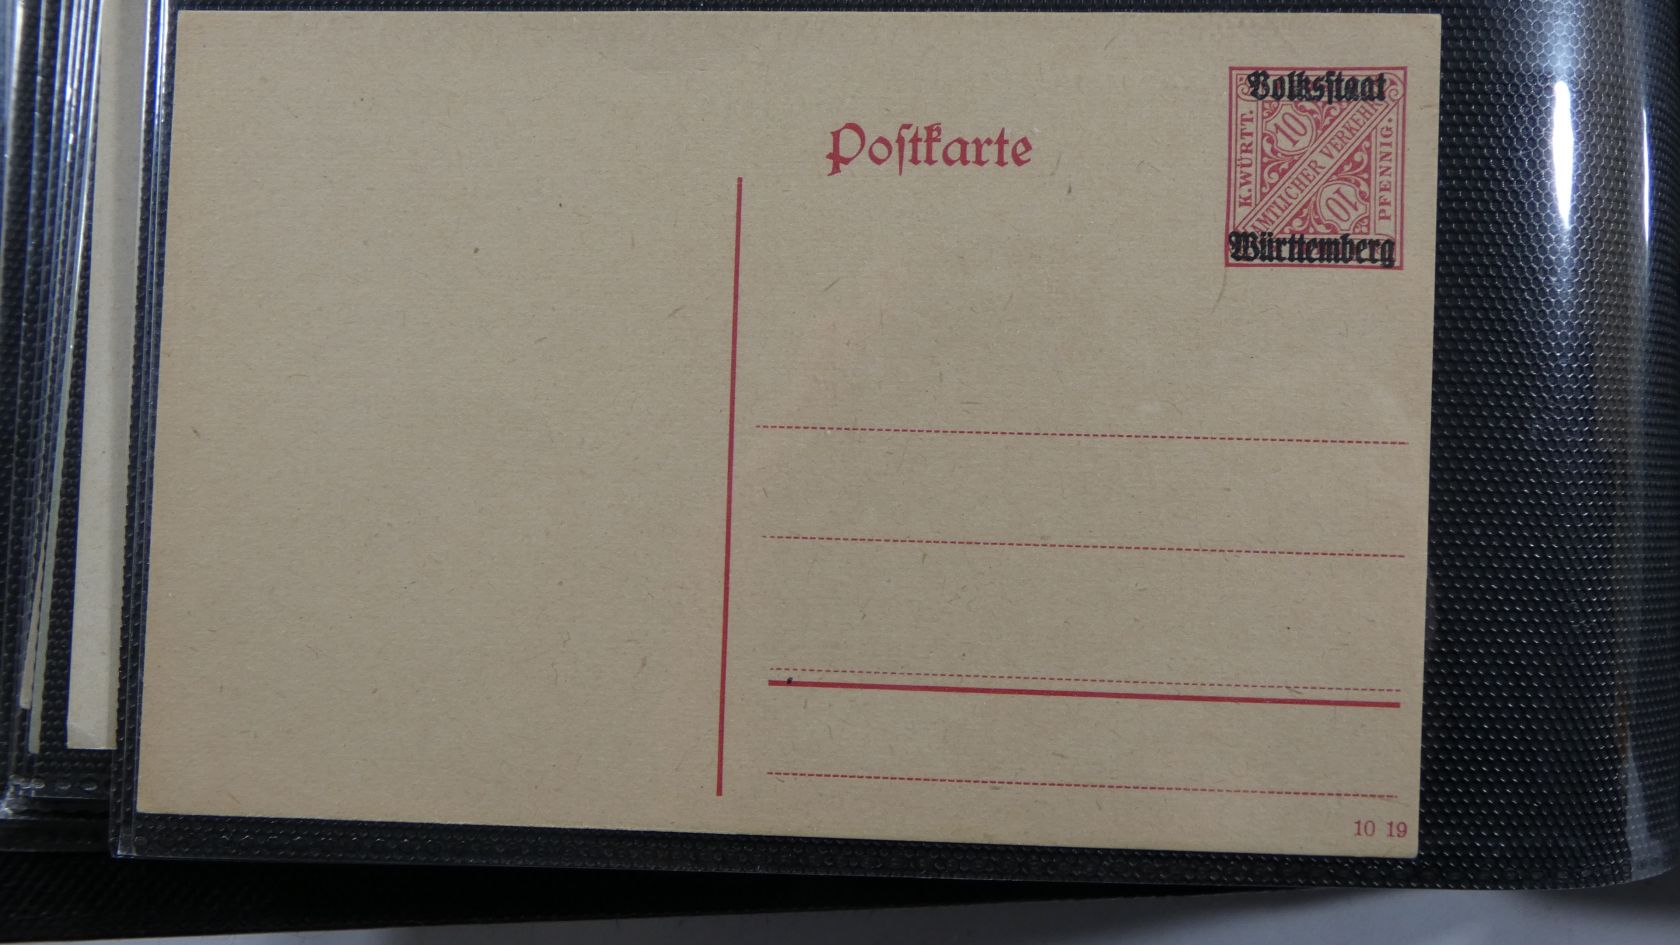 Postkarte
Volksstaat
K. WÜRTT.
10
AMTLICHER VERKEHR
10
PFENNIG.
Württemberg
10 19